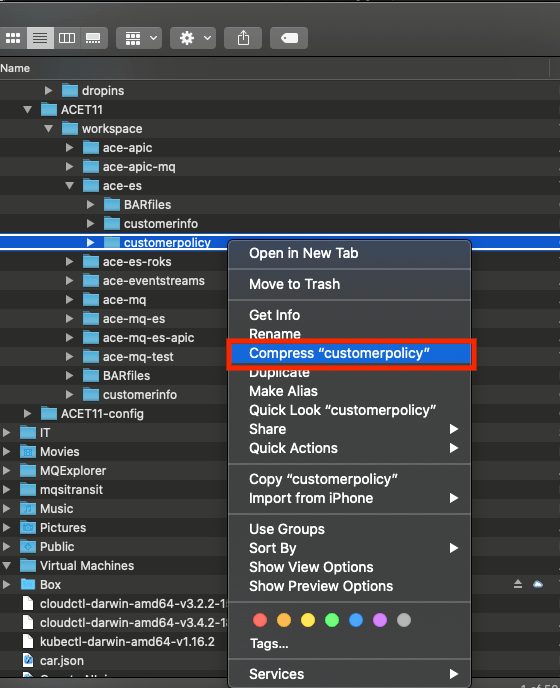 Name
dropins
ACET11
workspace
ace-apic
ace-apic-mq
ace-es
BARfiles
customerinfo
customerpolicy
ace-es-roks
ace-eventstreams
ace-mq
ace-mq-es
ace-mq-es-apic
ace-mq-test
BARfiles
customerinfo
ACET11-config
IT
Movies
MQExplorer
mqsitransit
Music
Pictures
Public
Virtual Machines
Box
cloudctl-darwin-amd64-v3.2.2-15
cloudctl-darwin-amd64-v3.4.2-18
kubectl-darwin-amd64-v1.16.2
car.json
Open in New Tab
Move to Trash
Get Info
Rename
Compress “customerpolicy”
Duplicate
Make Alias
Quick Look “customerpolicy”
Share
Quick Actions
Copy “customerpolicy”
Import from iPhone
Use Groups
Sort By
Show View Options
Show Preview Options
Tags...
Services